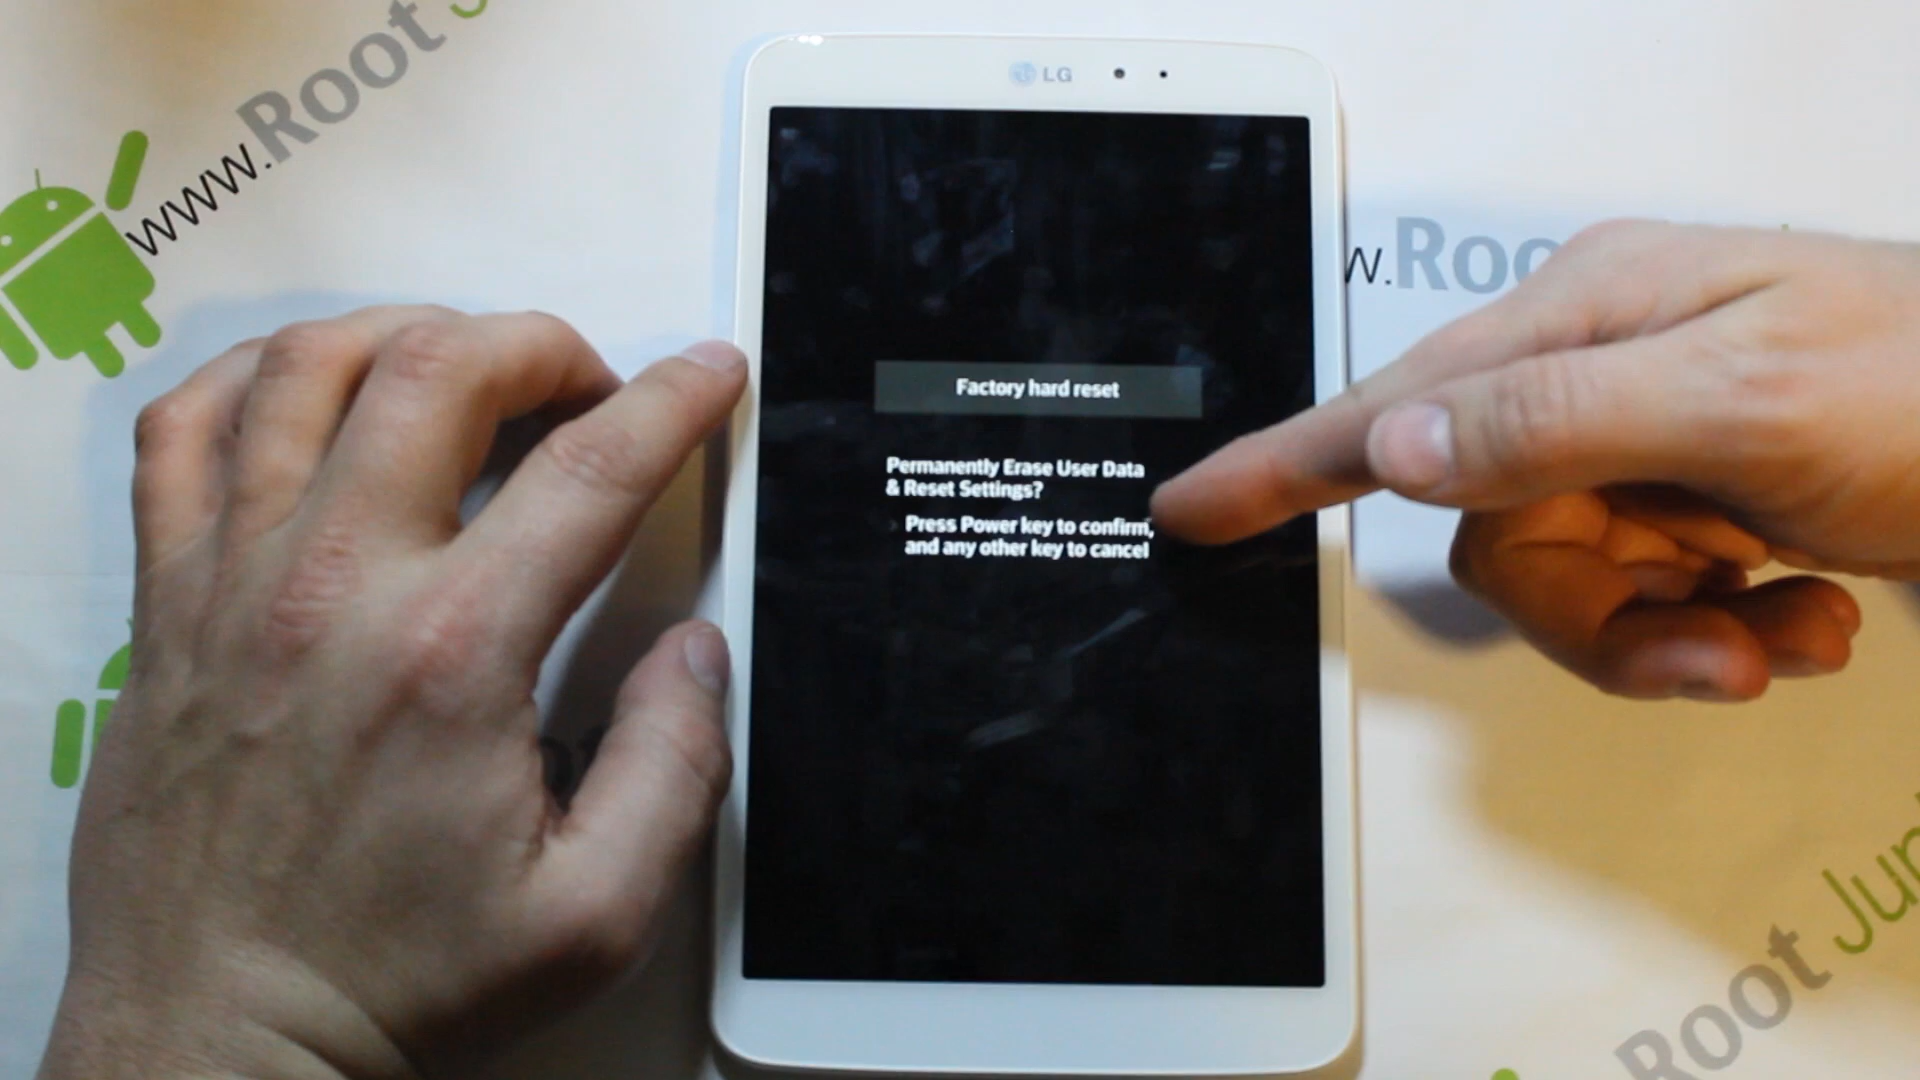 www.Root
LG
w.Roo
Factory hard reset
Permanently Erase User Data
& Reset Settings?
Press Power key to confirm,
and any other key to cancel
Root Jun